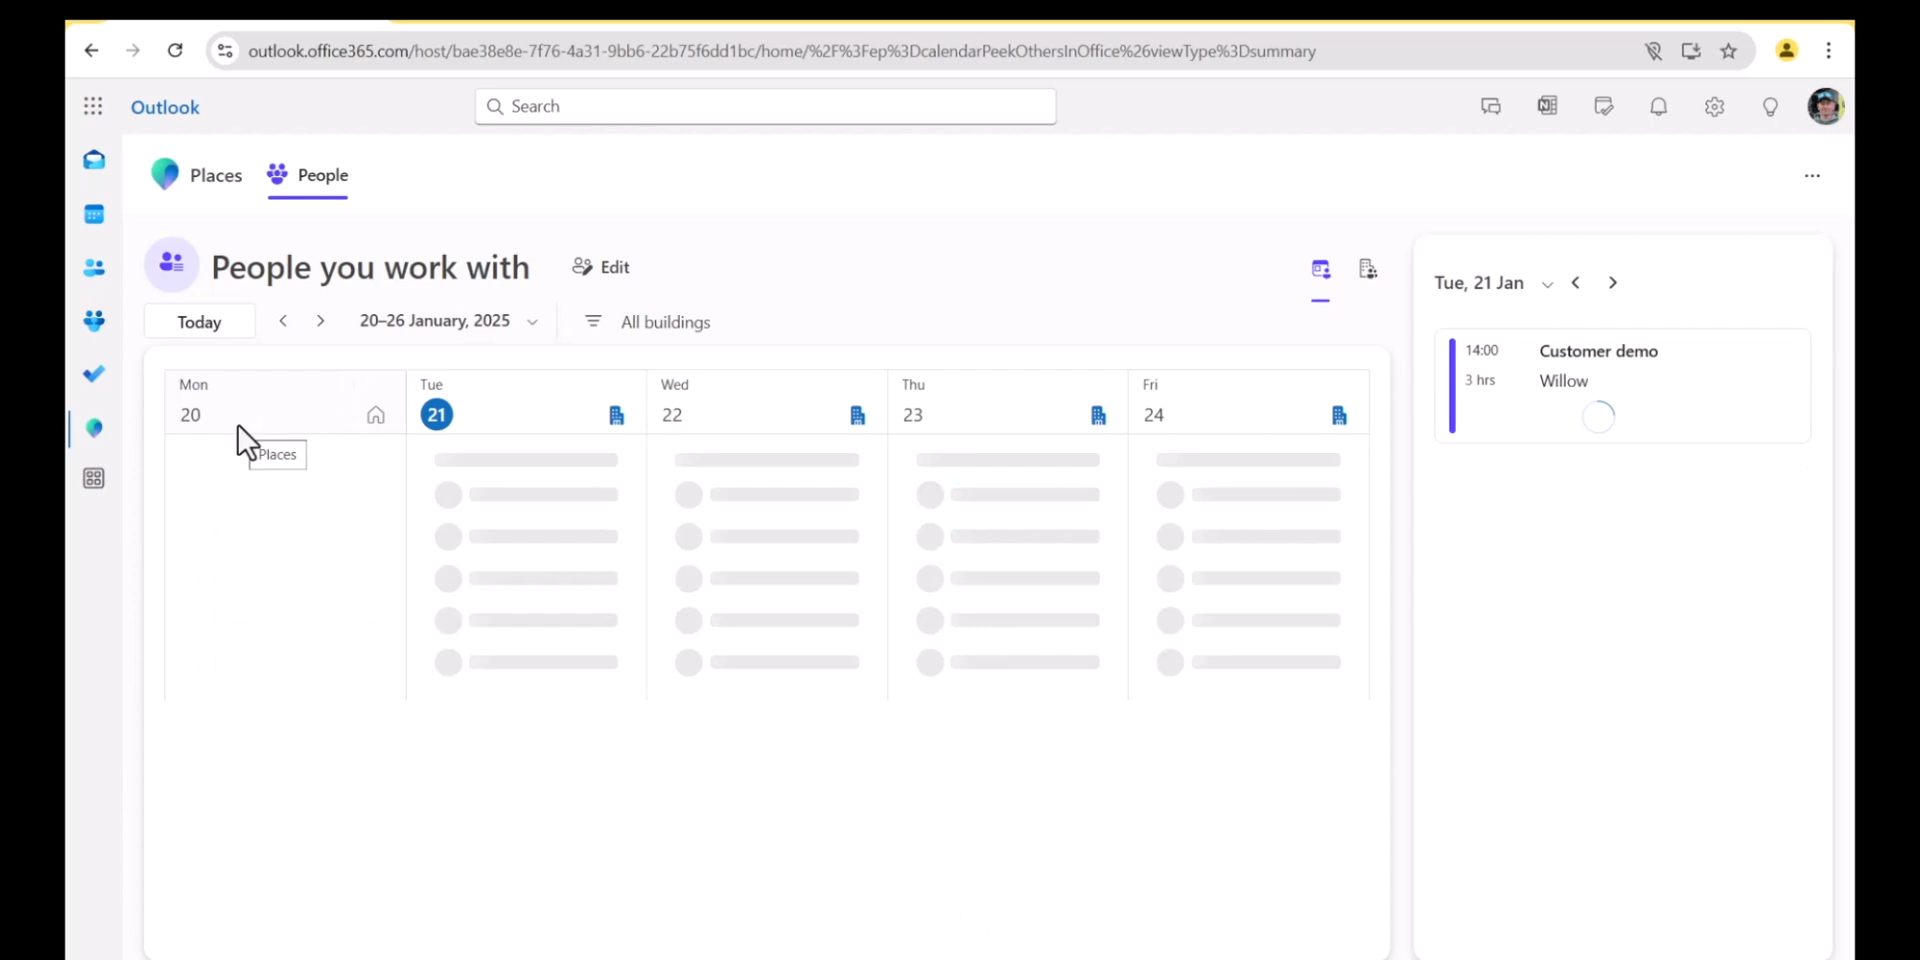 outlook.office365.com/host/bae38e8e-7f76-4a31-9bb6-22b75f6dd1bc/home/%2F%3Fep%3DcalendarPeekOthersInOffice%26viewType%3Dsummary
Outlook
Search
Places
People
People you work with
Edit
Today
20–26 January, 2025
All buildings
Mon
20
Tue
21
Wed
22
Thu
23
Fri
24
Places
Tue, 21 Jan
14:00
Customer demo
3 hrs
Willow